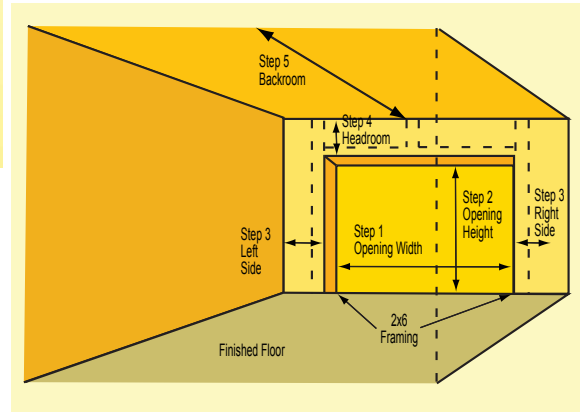 Step 5
Backroom
Step 4
Headroom
Step 3
Left
Side
Step 1
Opening Width
Step 2
Opening
Height
Step 3
Right
Side
2x6
Framing
Finished Floor